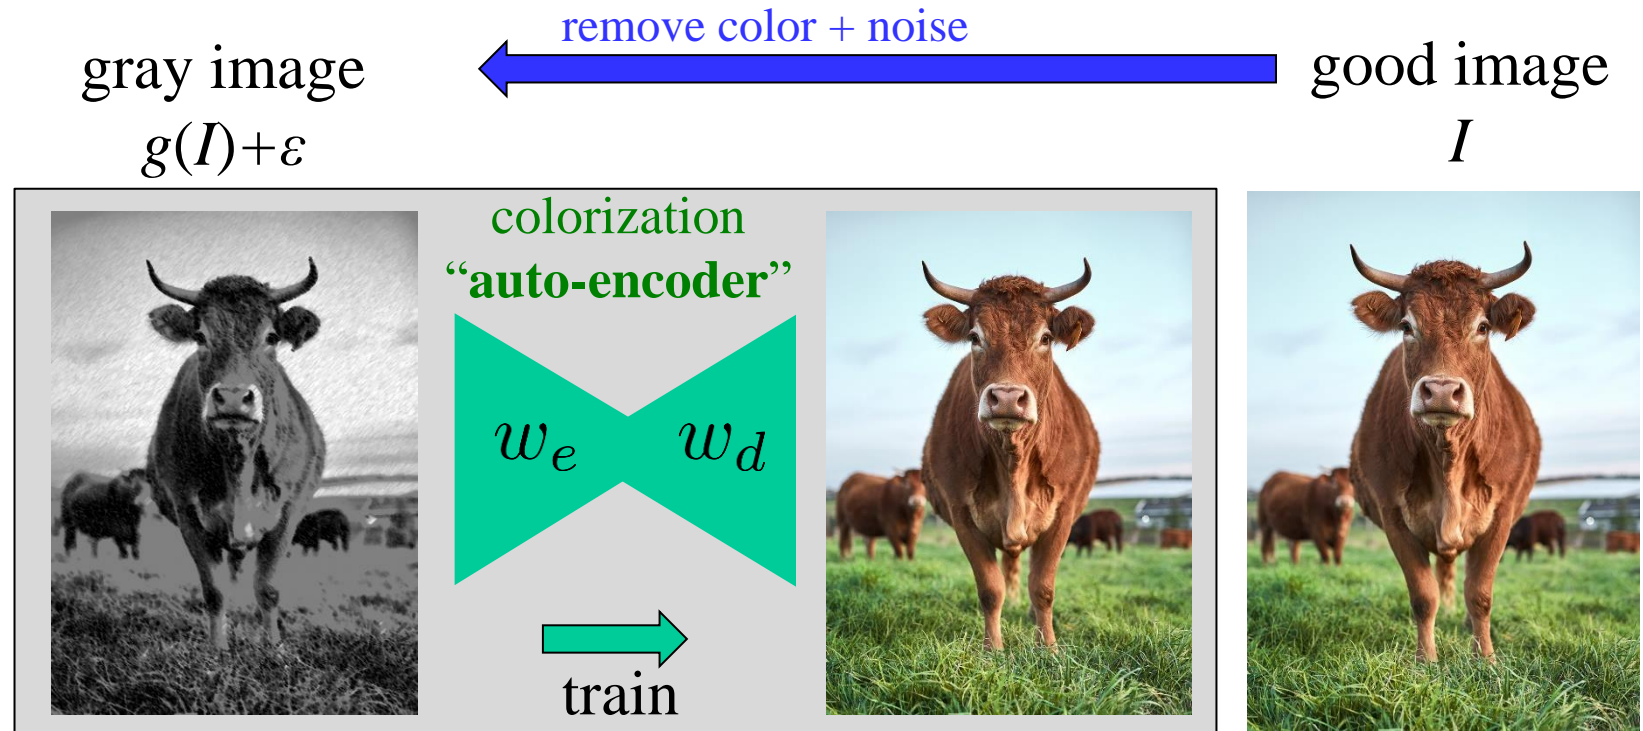 remove color + noise
gray image
good image
g(I)+ε
I
colorization
“auto-encoder”
w_e
w_d
train